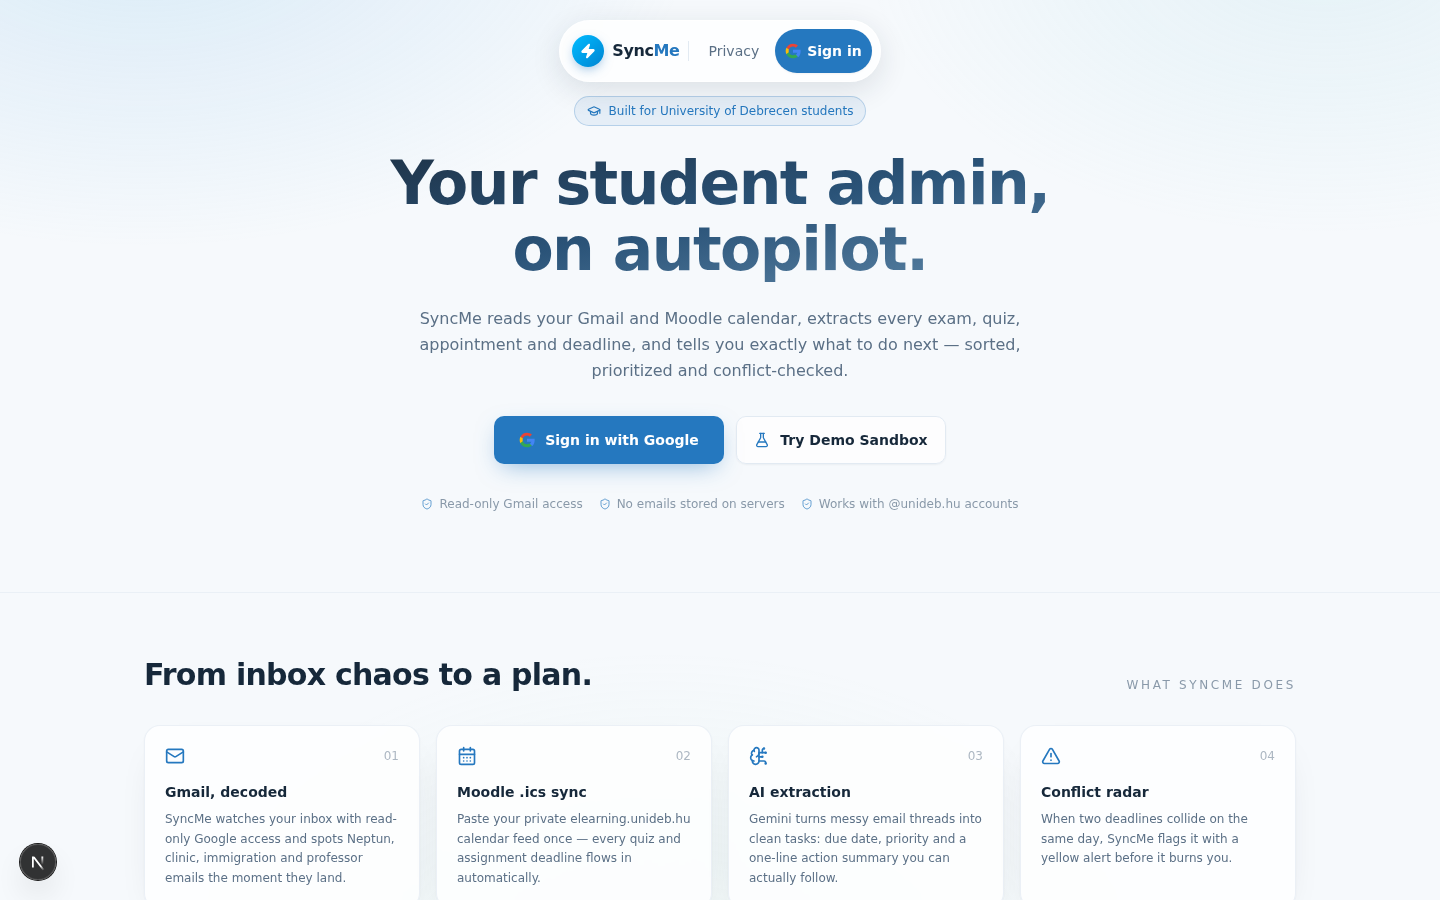 SyncMe
Privacy
Sign in
Built for University of Debrecen students
Your student admin,
on autopilot.
SyncMe reads your Gmail and Moodle calendar, extracts every exam, quiz,
appointment and deadline, and tells you exactly what to do next — sorted,
prioritized and conflict-checked.
Sign in with Google
Try Demo Sandbox
Read-only Gmail access
No emails stored on servers
Works with @unideb.hu accounts
From inbox chaos to a plan.
WHAT SYNCME DOES
01
Gmail, decoded
SyncMe watches your inbox with read-
only Google access and spots Neptun,
clinic, immigration and professor
emails the moment they land.
02
Moodle .ics sync
Paste your private elearning.unideb.hu
calendar feed once — every quiz and
assignment deadline flows in
automatically.
03
AI extraction
Gemini turns messy email threads into
clean tasks: due date, priority and a
one-line action summary you can
actually follow.
04
Conflict radar
When two deadlines collide on the
same day, SyncMe flags it with a
yellow alert before it burns you.
N